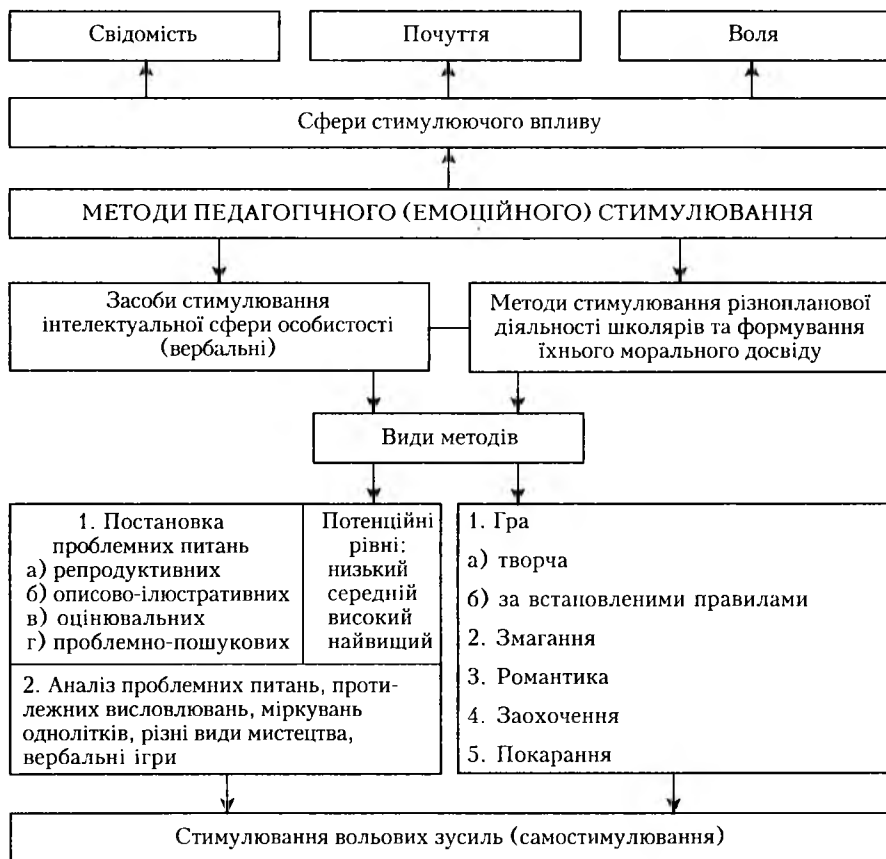 Свідомість
Почуття
Воля
Сфери стимулюючого впливу
МЕТОДИ ПЕДАГОГІЧНОГО (ЕМОЦІЙНОГО) СТИМУЛЮВАННЯ
Засоби стимулювання
інтелектуальної сфери особистості
(вербальні)
Методи стимулювання різнопланової
діяльності школярів та формування
їхнього морального досвіду
Види методів
1. Постановка
проблемних питань
а) репродуктивних
б) описово-ілюстративних
в) оцінювальних
г) проблемно-пошукових
Потенційні
рівні:
низький
середній
високий
найвищий
2. Аналіз проблемних питань, проти-
лежних висловлювань, міркувань
однолітків, різні види мистецтва,
вербальні ігри
1. Гра
а) творча
б) за встановленими правилами
2. Змагання
3. Романтика
4. Заохочення
5. Покарання
Стимулювання вольових зусиль (самостимулювання)